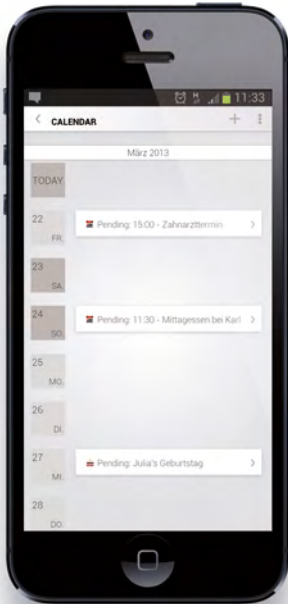 11:33
CALENDAR
März 2013
TODAY
22
FR.
Pending: 15:00 - Zahnarzttermin
23
SA.
24
SO.
Pending: 11:30 - Mittagessen bei Karl
25
MO.
26
DI.
27
MI.
Pending: Julia's Geburtstag
28
DO.